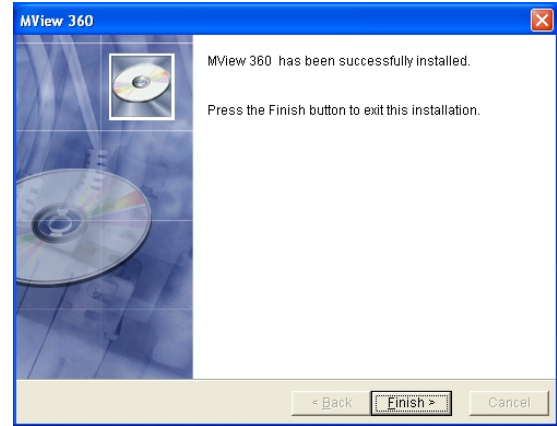 MView 360
MView 360  has been successfully installed.
Press the Finish button to exit this installation.
< Back
Finish >
Cancel